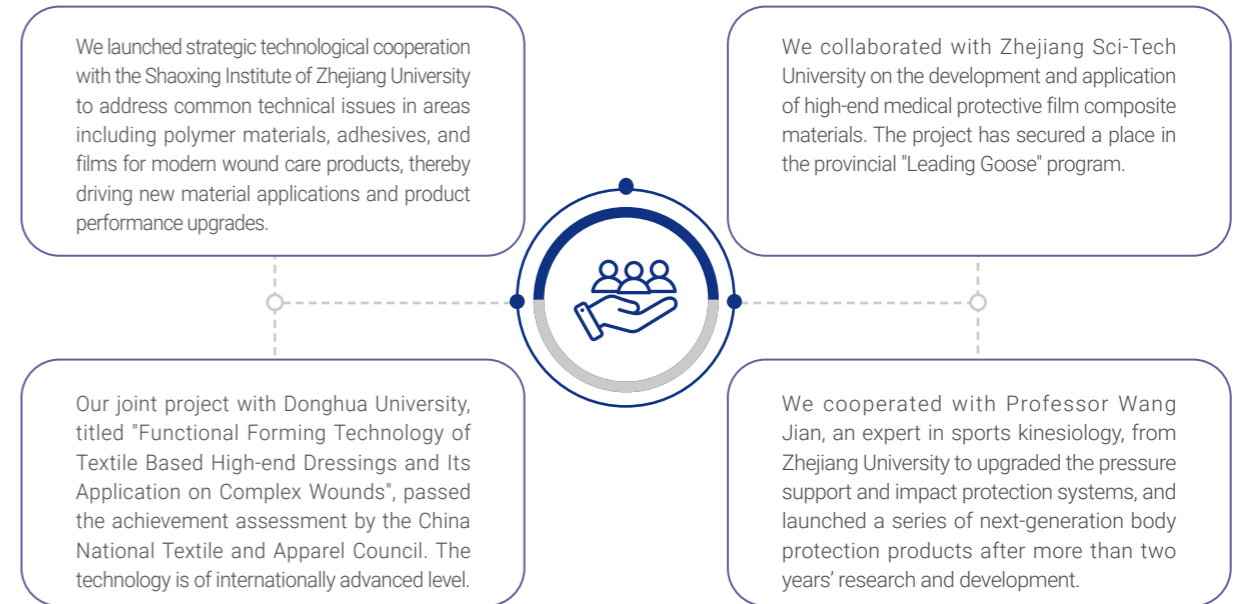 We launched strategic technological cooperation
with the Shaoxing Institute of Zhejiang University
to address common technical issues in areas
including polymer materials, adhesives, and
films for modern wound care products, thereby
driving new material applications and product
performance upgrades.
We collaborated with Zhejiang Sci-Tech
University on the development and application
of high-end medical protective film composite
materials. The project has secured a place in
the provincial "Leading Goose" program.
Our joint project with Donghua University,
titled "Functional Forming Technology of
Textile Based High-end Dressings and Its
Application on Complex Wounds", passed
the achievement assessment by the China
National Textile and Apparel Council. The
technology is of internationally advanced level.
We cooperated with Professor Wang
Jian, an expert in sports kinesiology, from
Zhejiang University to upgraded the pressure
support and impact protection systems, and
launched a series of next-generation body
protection products after more than two
years’ research and development.